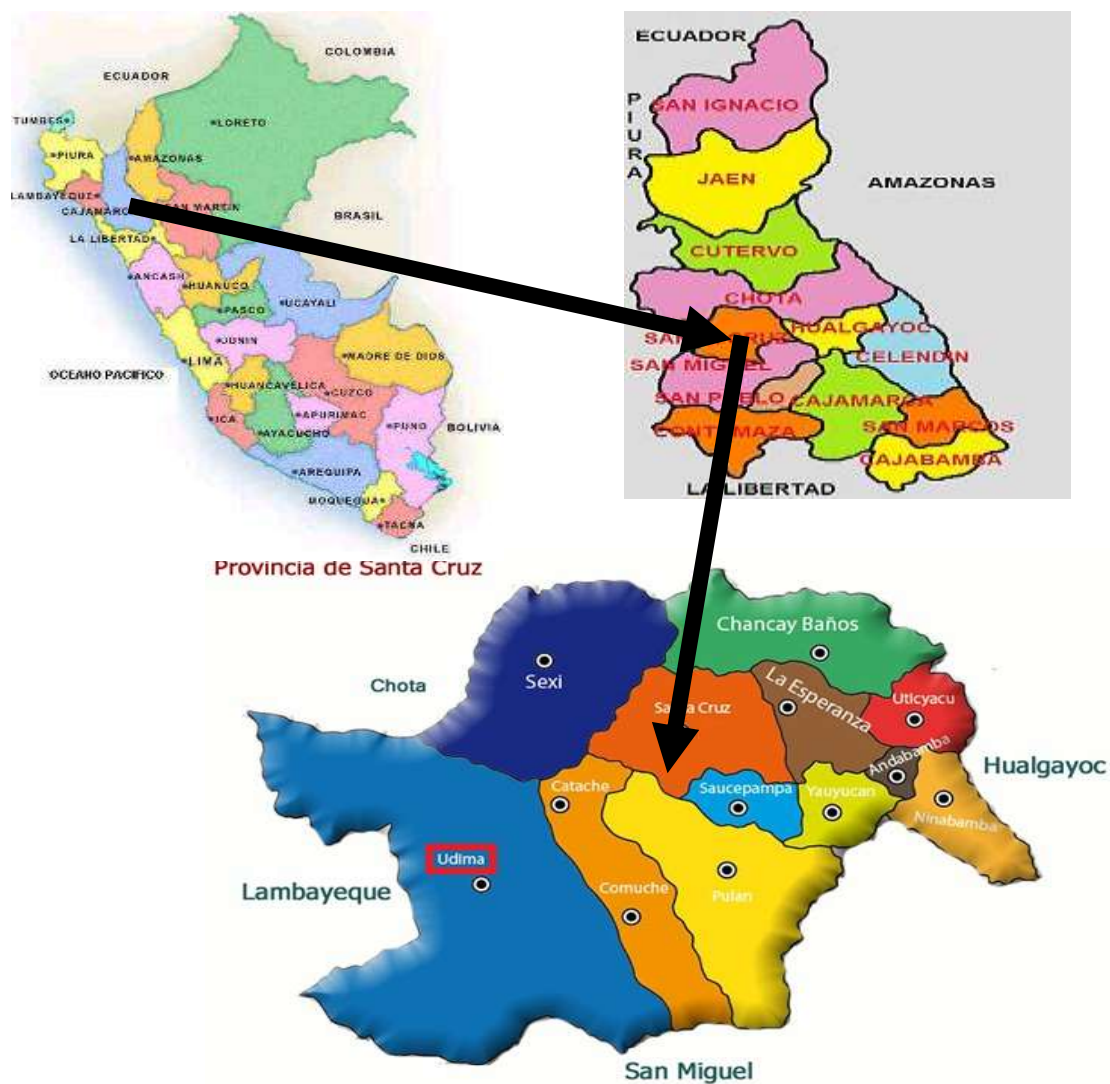 COLOMBIA
ECUADOR
TUMBES
LORETO
PIURA
AMAZONAS
LAMBAYEQUE
SAN MARTIN
CAJAMARC
BRASIL
LA LIBERTAD
ANCASH
HUANUCO
UCAYALI
PASCO
JUNIN
LIMA
MADRE DE DIOS
OCEANO PACIFICO
HUANCAVELICA
CUZCO
ICA
APURIMAC
AYACUCHO
PUNO
BOLIVIA
AREQUIPA
MOQUEGUA
TACNA
CHILE
ECUADOR
PIURA
SAN IGNACIO
JAEN
AMAZONAS
CUTERVO
CHOTA
HUALGAYOC
CELENDIN
SAN MIGUEL
SAN PABLO
CAJAMARCA
CONTUMAZA
SAN MARCOS
CAJABAMBA
LA LIBERTAD
Provincia de Santa Cruz
Chancay Baños
Chota
Sexi
La Esperanza
Uticyacu
Santa Cruz
Andabamba
Hualgayoc
Catache
Saucepampa
Yauyucan
Ninabamba
Udima
Lambayeque
Comuche
Pulan
San Miguel